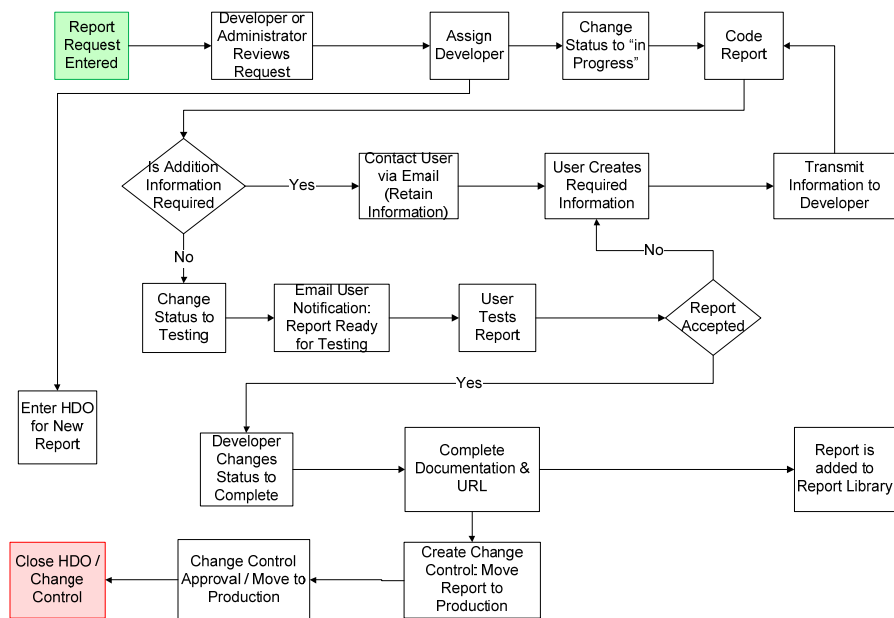 Report
Request
Entered
Developer or
Administrator
Reviews
Request
Assign
Developer
Change
Status to “in
Progress”
Code
Report
Is Addition
Information
Required
Yes
Contact User
via Email
(Retain
Information)
User Creates
Required
Information
Transmit
Information to
Developer
No
No
Change
Status to
Testing
Email User
Notification:
Report Ready
for Testing
User
Tests
Report
Report
Accepted
Yes
Enter HDO
for New
Report
Developer
Changes
Status to
Complete
Complete
Documentation &
URL
Report is
added to
Report Library
Close HDO /
Change
Control
Change Control
Approval / Move to
Production
Create Change
Control: Move
Report to
Production